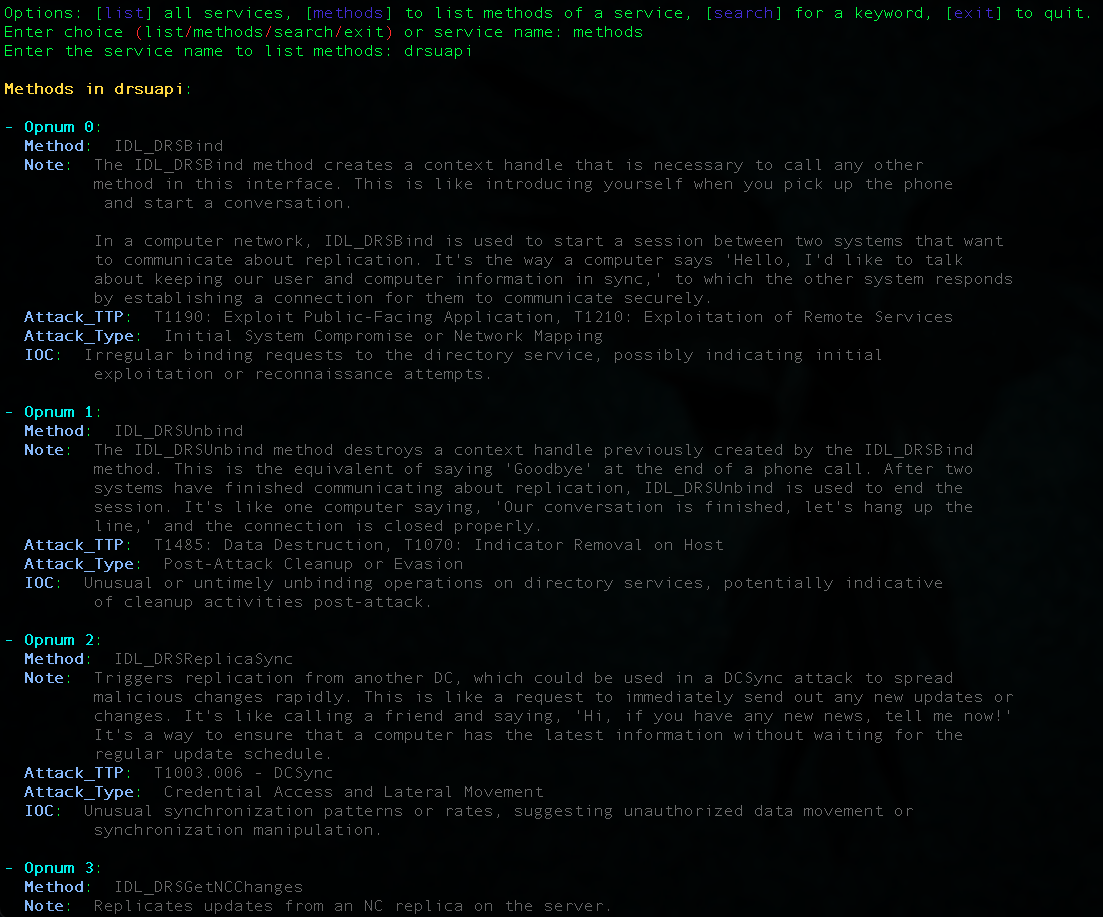 Options: [list] all services, [methods] to list methods of a service, [search] for a keyword, [exit] to quit.
Enter choice (list/methods/search/exit) or service name: methods
Enter the service name to list methods: drsuapi
Methods in drsuapi:
- Opnum 0:
Method: IDL_DRSBind
Note: The IDL_DRSBind method creates a context handle that is necessary to call any other
method in this interface. This is like introducing yourself when you pick up the phone
and start a conversation.
In a computer network, IDL_DRSBind is used to start a session between two systems that want
to communicate about replication. It's the way a computer says 'Hello, I'd like to talk
about keeping our user and computer information in sync,' to which the other system responds
by establishing a connection for them to communicate securely.
Attack_TTP: T1190: Exploit Public-Facing Application, T1210: Exploitation of Remote Services
Attack_Type: Initial System Compromise or Network Mapping
IOC: Irregular binding requests to the directory service, possibly indicating initial
exploitation or reconnaissance attempts.
- Opnum 1:
Method: IDL_DRSUnbind
Note: The IDL_DRSUnbind method destroys a context handle previously created by the IDL_DRSBind
method. This is the equivalent of saying 'Goodbye' at the end of a phone call. After two
systems have finished communicating about replication, IDL_DRSUnbind is used to end the
session. It's like one computer saying, 'Our conversation is finished, let's hang up the
line,' and the connection is closed properly.
Attack_TTP: T1485: Data Destruction, T1070: Indicator Removal on Host
Attack_Type: Post-Attack Cleanup or Evasion
IOC: Unusual or untimely unbinding operations on directory services, potentially indicative
of cleanup activities post-attack.
- Opnum 2:
Method: IDL_DRSReplicaSync
Note: Triggers replication from another DC, which could be used in a DCSync attack to spread
malicious changes rapidly. This is like a request to immediately send out any new updates or
changes. It's like calling a friend and saying, 'Hi, if you have any new news, tell me now!'
It's a way to ensure that a computer has the latest information without waiting for the
regular update schedule.
Attack_TTP: T1003.006 - DCSync
Attack_Type: Credential Access and Lateral Movement
IOC: Unusual synchronization patterns or rates, suggesting unauthorized data movement or
synchronization manipulation.
- Opnum 3:
Method: IDL_DRSGetNCChanges
Note: Replicates updates from an NC replica on the server.